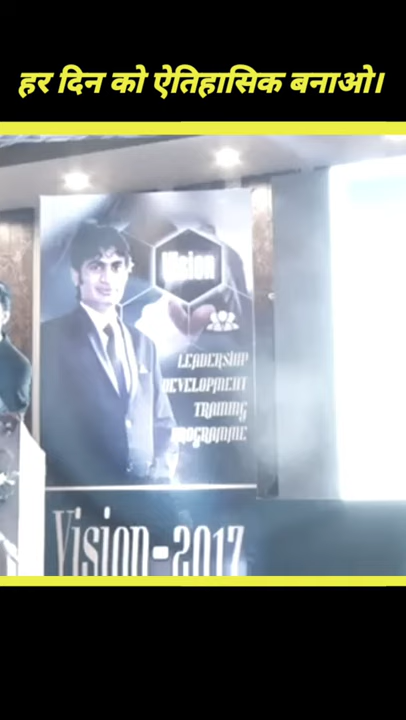 हर दिन को ऐतिहासिक बनाओ।
Vision
LEADERSHIP
DEVELOPMENT
TRAINING
PROGRAMME
Vision-2017